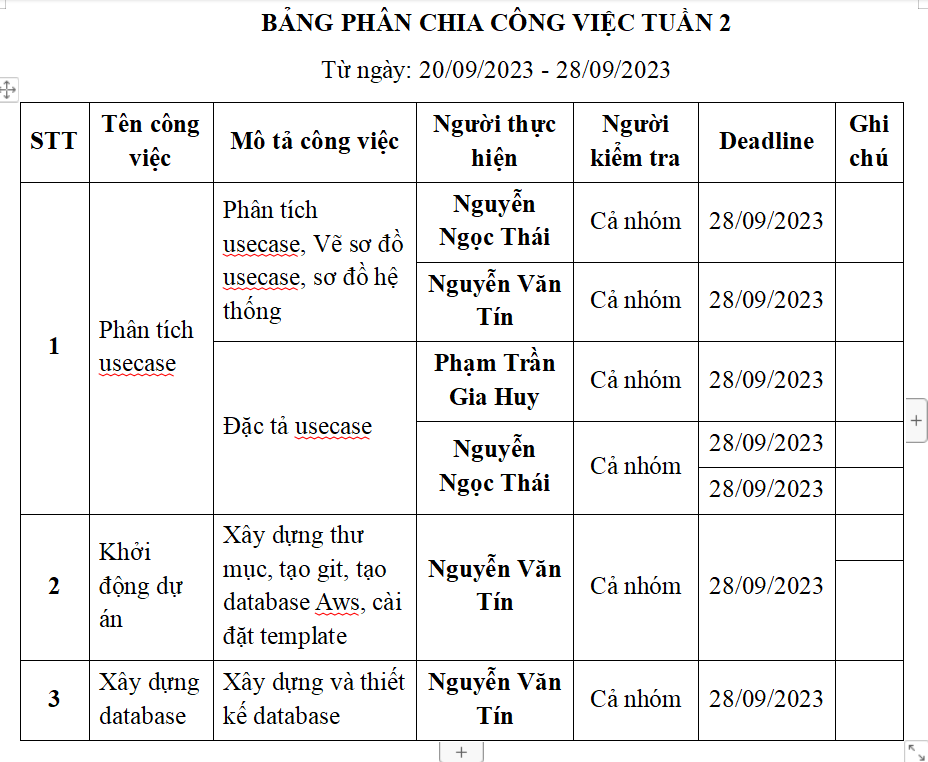 BẢNG PHÂN CHIA CÔNG VIỆC TUẦN 2
Từ ngày: 20/09/2023 - 28/09/2023
STT
Tên công
việc
Mô tả công việc
Người thực
hiện
Người
kiểm tra
Deadline
Ghi
chú
1
Phân tích
usecase
Phân tích
usecase, Vẽ sơ đồ
usecase, sơ đồ hệ
thống
Nguyễn
Ngọc Thái
Cả nhóm
28/09/2023
Nguyễn Văn
Tín
Cả nhóm
28/09/2023
Đặc tả usecase
Phạm Trần
Gia Huy
Cả nhóm
28/09/2023
Nguyễn
Ngọc Thái
Cả nhóm
28/09/2023
28/09/2023
2
Khởi
động dự
án
Xây dựng thư
mục, tạo git, tạo
database Aws, cài
đặt template
Nguyễn Văn
Tín
Cả nhóm
28/09/2023
3
Xây dựng
database
Xây dựng và thiết
kế database
Nguyễn Văn
Tín
Cả nhóm
28/09/2023